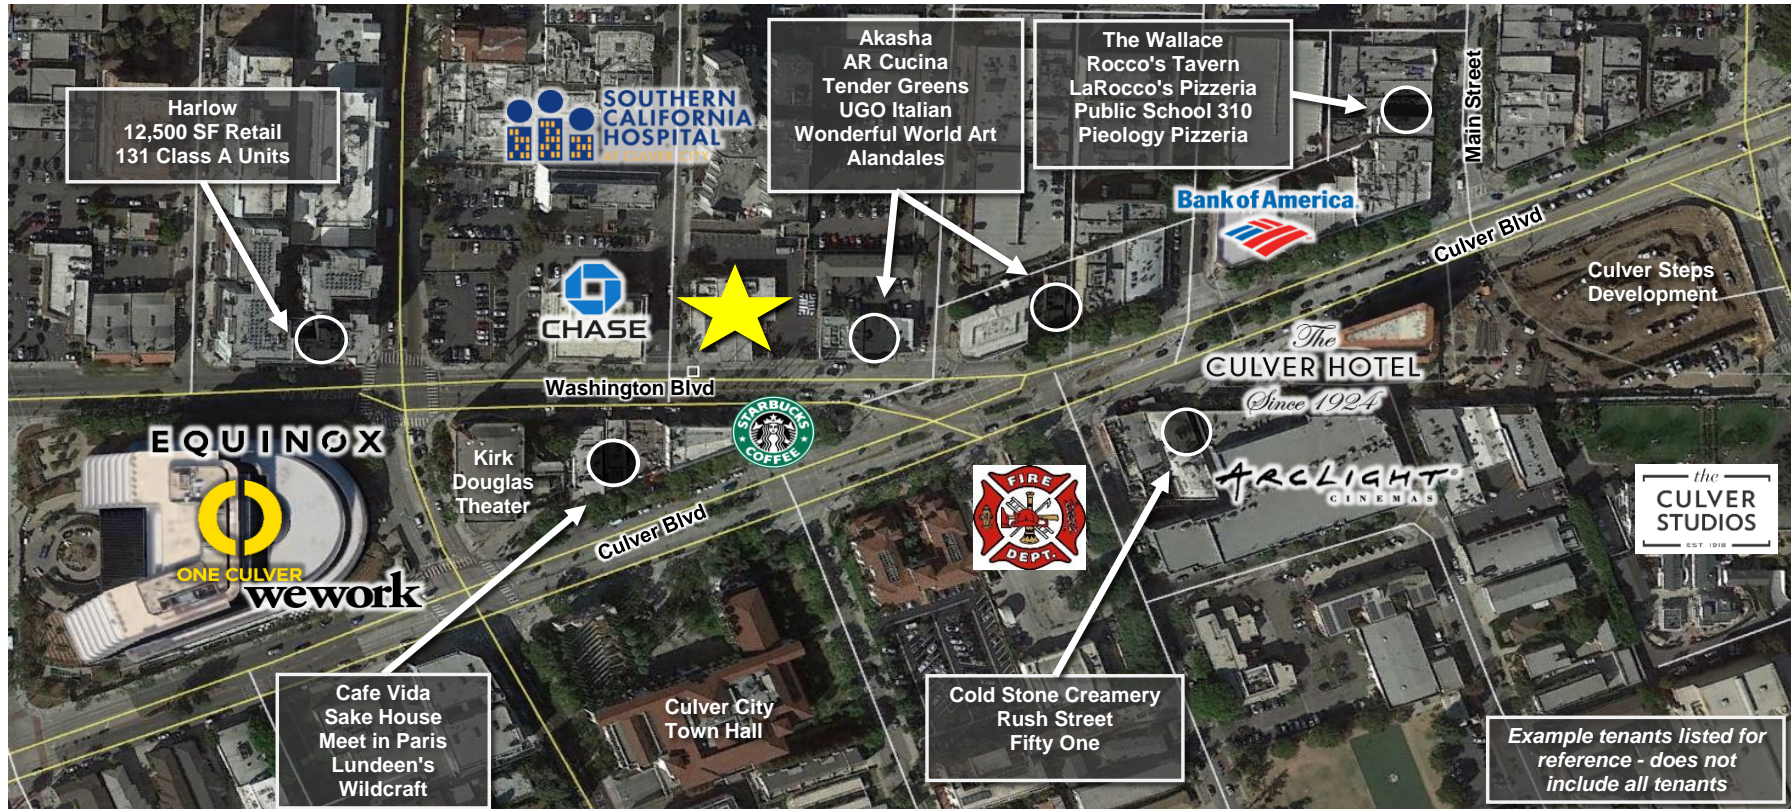 Harlow
12,500 SF Retail
131 Class A Units
SOUTHERN
CALIFORNIA
HOSPITAL
AT CULVER CITY
Akasha
AR Cucina
Tender Greens
UGO Italian
Wonderful World Art
Alandales
The Wallace
Rocco's Tavern
LaRocco's Pizzeria
Public School 310
Pieology Pizzeria
Main Street
Bank of America
Culver Blvd
Culver Steps
Development
CHASE
The
CULVER HOTEL
Since 1924
Washington Blvd
STARBUCKS
COFFEE
EQUINOX
ONE CULVER
wework
Kirk
Douglas
Theater
Culver Blvd
FIRE
DEPT.
ARCLIGHT
CINEMAS
the
CULVER
STUDIOS
EST. 1918
Cafe Vida
Sake House
Meet in Paris
Lundeen's
Wildcraft
Culver City
Town Hall
Cold Stone Creamery
Rush Street
Fifty One
Example tenants listed for
reference - does not
include all tenants